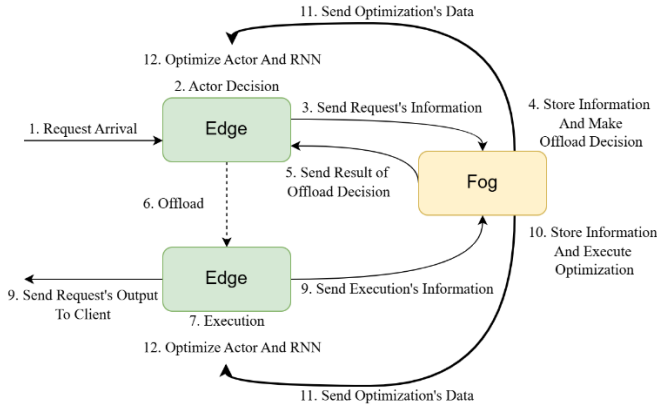 11. Send Optimization's Data
12. Optimize Actor And RNN
2. Actor Decision
3. Send Request's Information
4. Store Information
And Make
Offload Decision
1. Request Arrival
Edge
5. Send Result of
Offload Decision
Fog
6. Offload
10. Store Information
And Execute
Optimization
Edge
9. Send Request's Output
To Client
9. Send Execution's Information
7. Execution
12. Optimize Actor And RNN
11. Send Optimization's Data